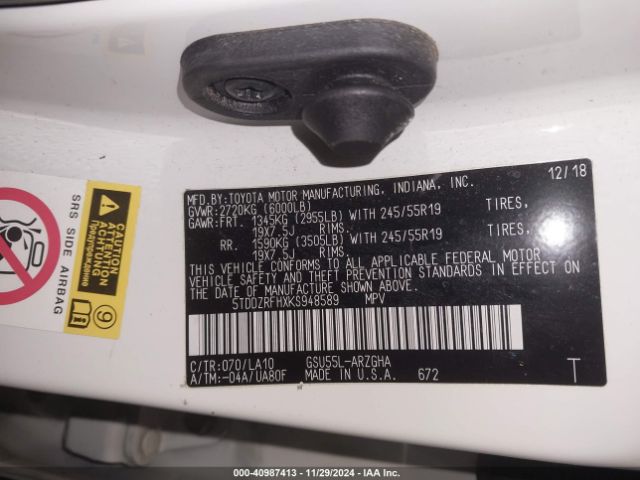 12/18
MFD.BY:TOYOTA MOTOR MANUFACTURING, INDIANA, INC.
GVWR:2720KG (6000LB)
GAWR:FRT. 1345KG (2955LB) WITH 245/55R19 TIRES,
19X7.5J RIMS.
RR. 1590KG (3505LB) WITH 245/55R19 TIRES,
19X7.5J RIMS.
THIS VEHICLE CONFORMS TO ALL APPLICABLE FEDERAL MOTOR
VEHICLE SAFETY AND THEFT PREVENTION STANDARDS IN EFFECT
ON THE DATE OF MANUFACTURE SHOWN ABOVE.
5TDDZRFHXKS948589 MPV
C/TR:070/LA10 GSU55L-ARZGHA
A/TM:-04A/UA80F MADE IN U.S.A. 672 T
SRS SIDE AIRBAG
ATTENTION
ACHTUNG
Предупреждение
9
000-40987413 - 11/29/2024 - IAA Inc.